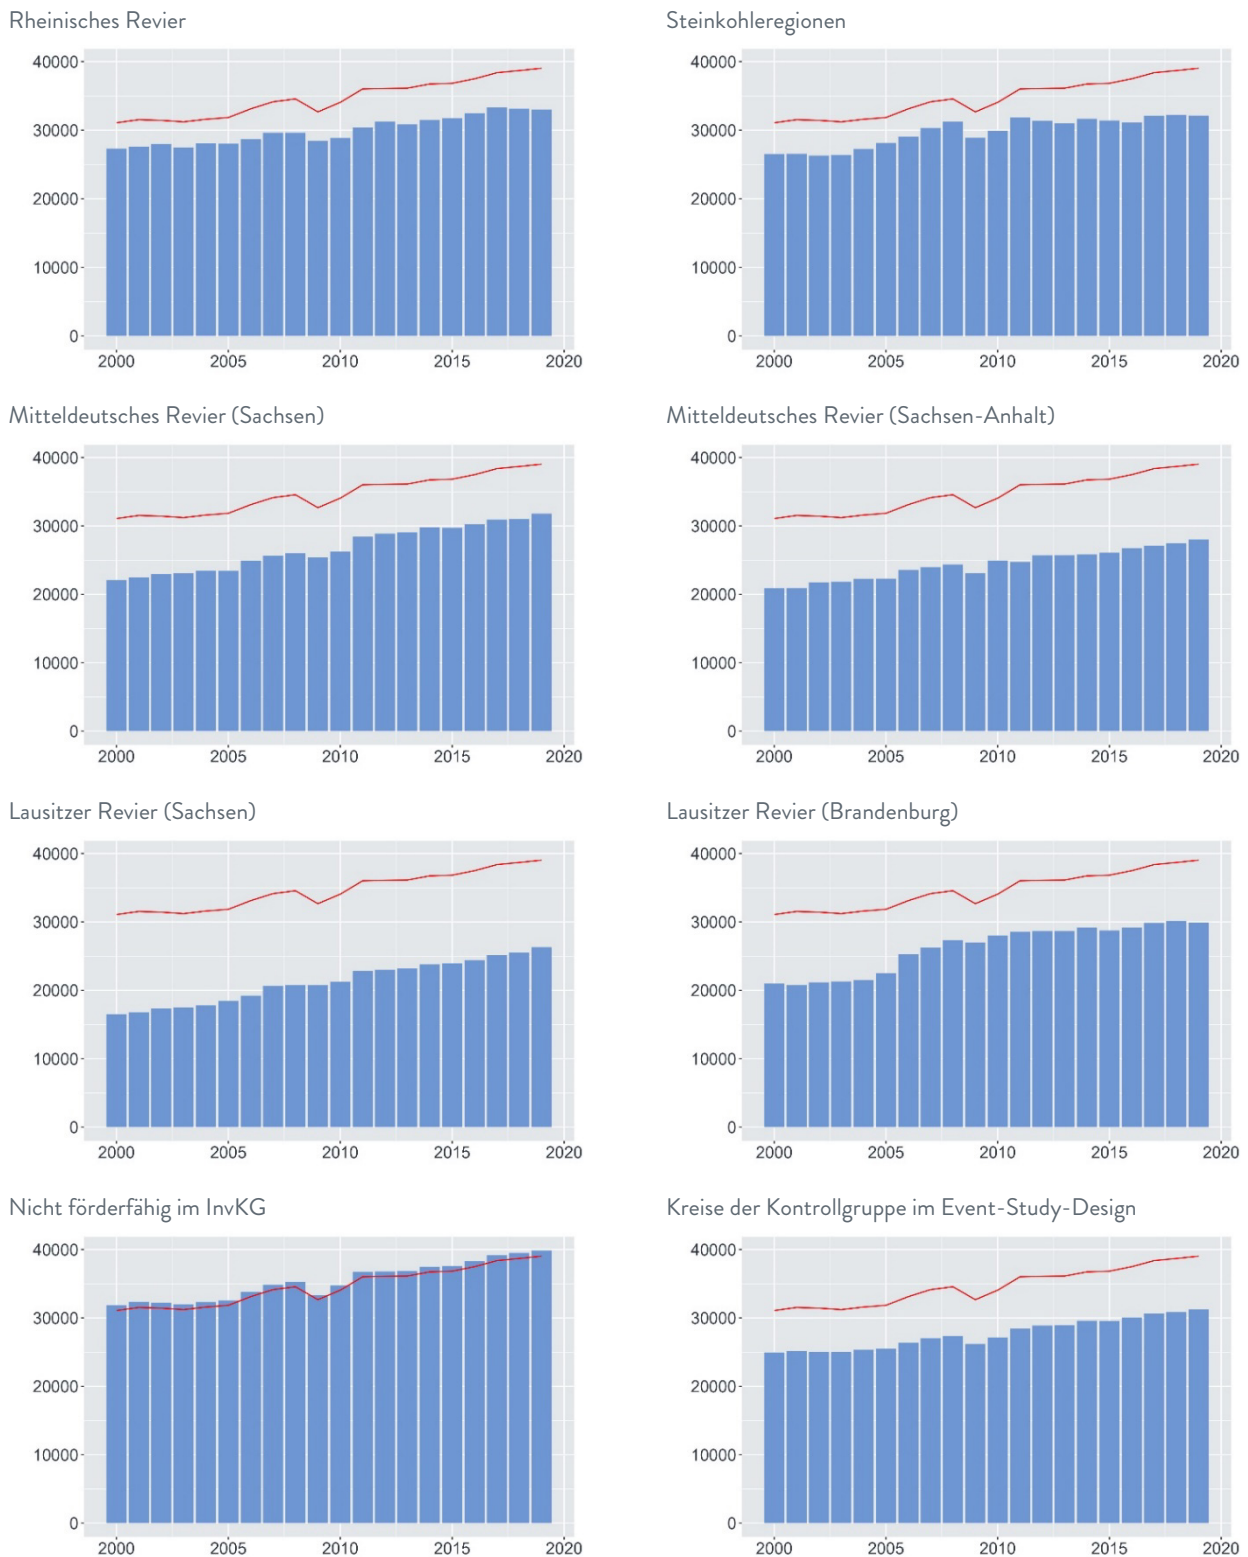 Rheinisches Revier
40000
30000
20000
10000
0
2000 2005 2010 2015 2020
Steinkohleregionen
40000
30000
20000
10000
0
2000 2005 2010 2015 2020
Mitteldeutsches Revier (Sachsen)
40000
30000
20000
10000
0
2000 2005 2010 2015 2020
Mitteldeutsches Revier (Sachsen-Anhalt)
40000
30000
20000
10000
0
2000 2005 2010 2015 2020
Lausitzer Revier (Sachsen)
40000
30000
20000
10000
0
2000 2005 2010 2015 2020
Lausitzer Revier (Brandenburg)
40000
30000
20000
10000
0
2000 2005 2010 2015 2020
Nicht förderfähig im InvKG
40000
30000
20000
10000
0
2000 2005 2010 2015 2020
Kreise der Kontrollgruppe im Event-Study-Design
40000
30000
20000
10000
0
2000 2005 2010 2015 2020